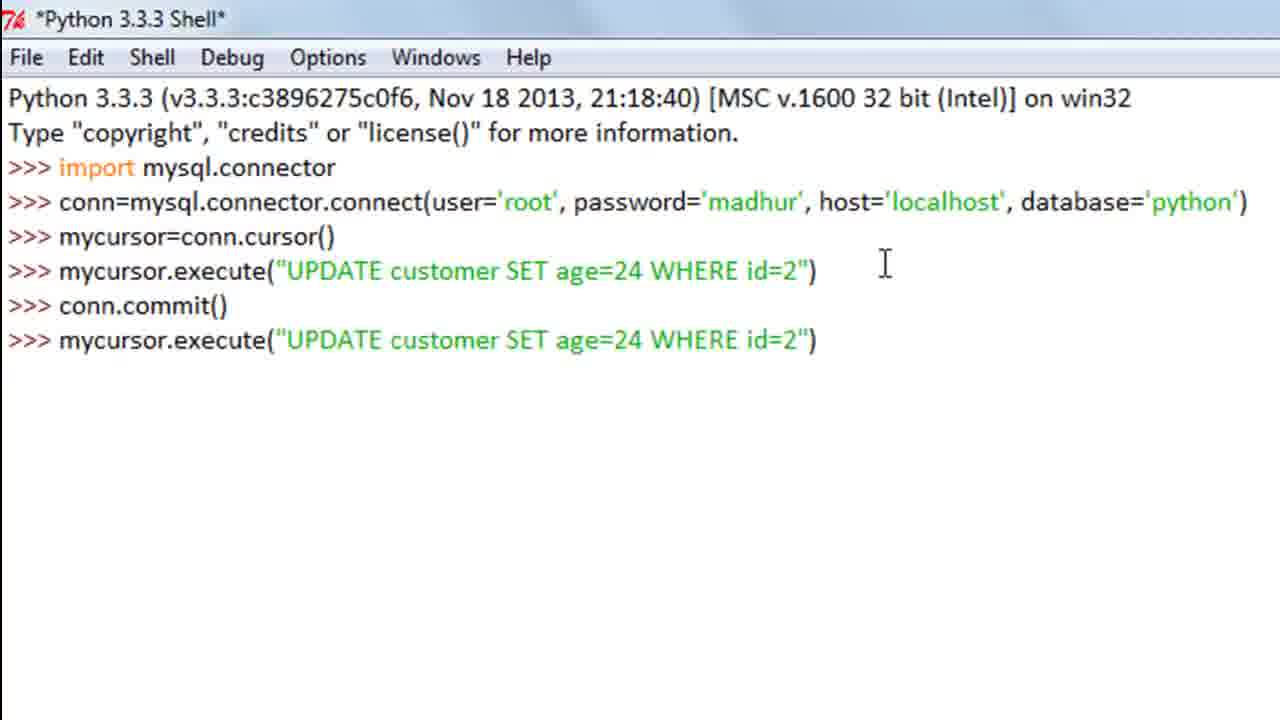 *Python 3.3.3 Shell*
File Edit Shell Debug Options Windows Help
Python 3.3.3 (v3.3.3:c3896275c0f6, Nov 18 2013, 21:18:40) [MSC v.1600 32 bit (Intel)] on win32
Type "copyright", "credits" or "license()" for more information.
>>> import mysql.connector
>>> conn=mysql.connector.connect(user='root', password='madhur', host='localhost', database='python')
>>> mycursor=conn.cursor()
>>> mycursor.execute("UPDATE customer SET age=24 WHERE id=2")
>>> conn.commit()
>>> mycursor.execute("UPDATE customer SET age=24 WHERE id=2")